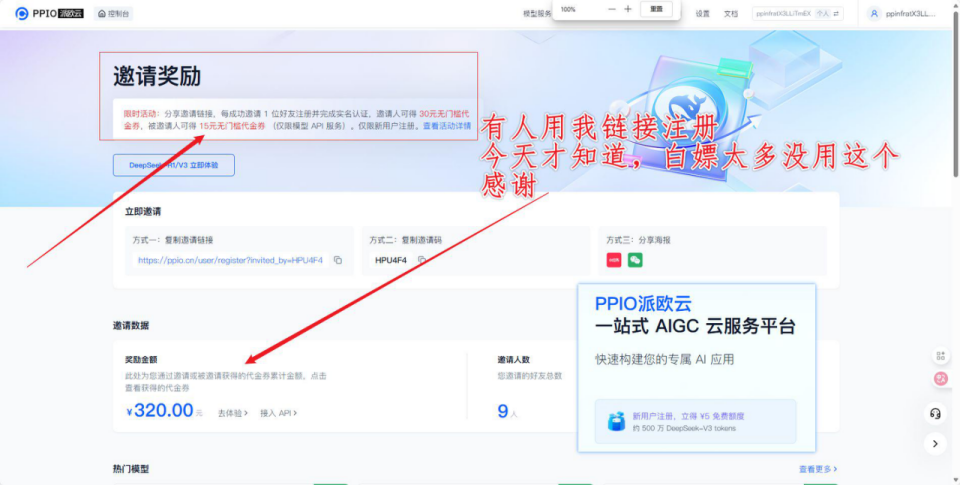 PPIO 派欧云
控制台
模型服务
100%
重置
设置
文档
个人
ppinfratX3LL...
邀请奖励
限时活动：分享邀请链接，每成功邀请 1 位好友注册并完成实名认证，邀请人可得 30元无门槛代
金券，被邀请人可得 15元无门槛代金券 （仅限模型 API 服务）。仅限新用户注册。查看活动详情
DeepSeek-R1/V3 立即体验
有人用我链接注册
今天才知道，白嫖太多没用这个
感谢
立即邀请
方式一：复制邀请链接
https://ppio.cn/user/register?invited_by=HPU4F4
方式二：复制邀请码
HPU4F4
方式三：分享海报
邀请数据
奖励金额
此处为您通过邀请或被邀请获得的代金券累计金额，点击
查看获得的代金券
¥320.00 元
去体验 >
接入 API >
邀请人数
您邀请的好友总数
9 人
PPIO派欧云
一站式 AIGC 云服务平台
快速构建您的专属 AI 应用
新用户注册，立得 ¥5 免费额度
约 500 万 DeepSeek-V3 tokens
热门模型
查看更多 >